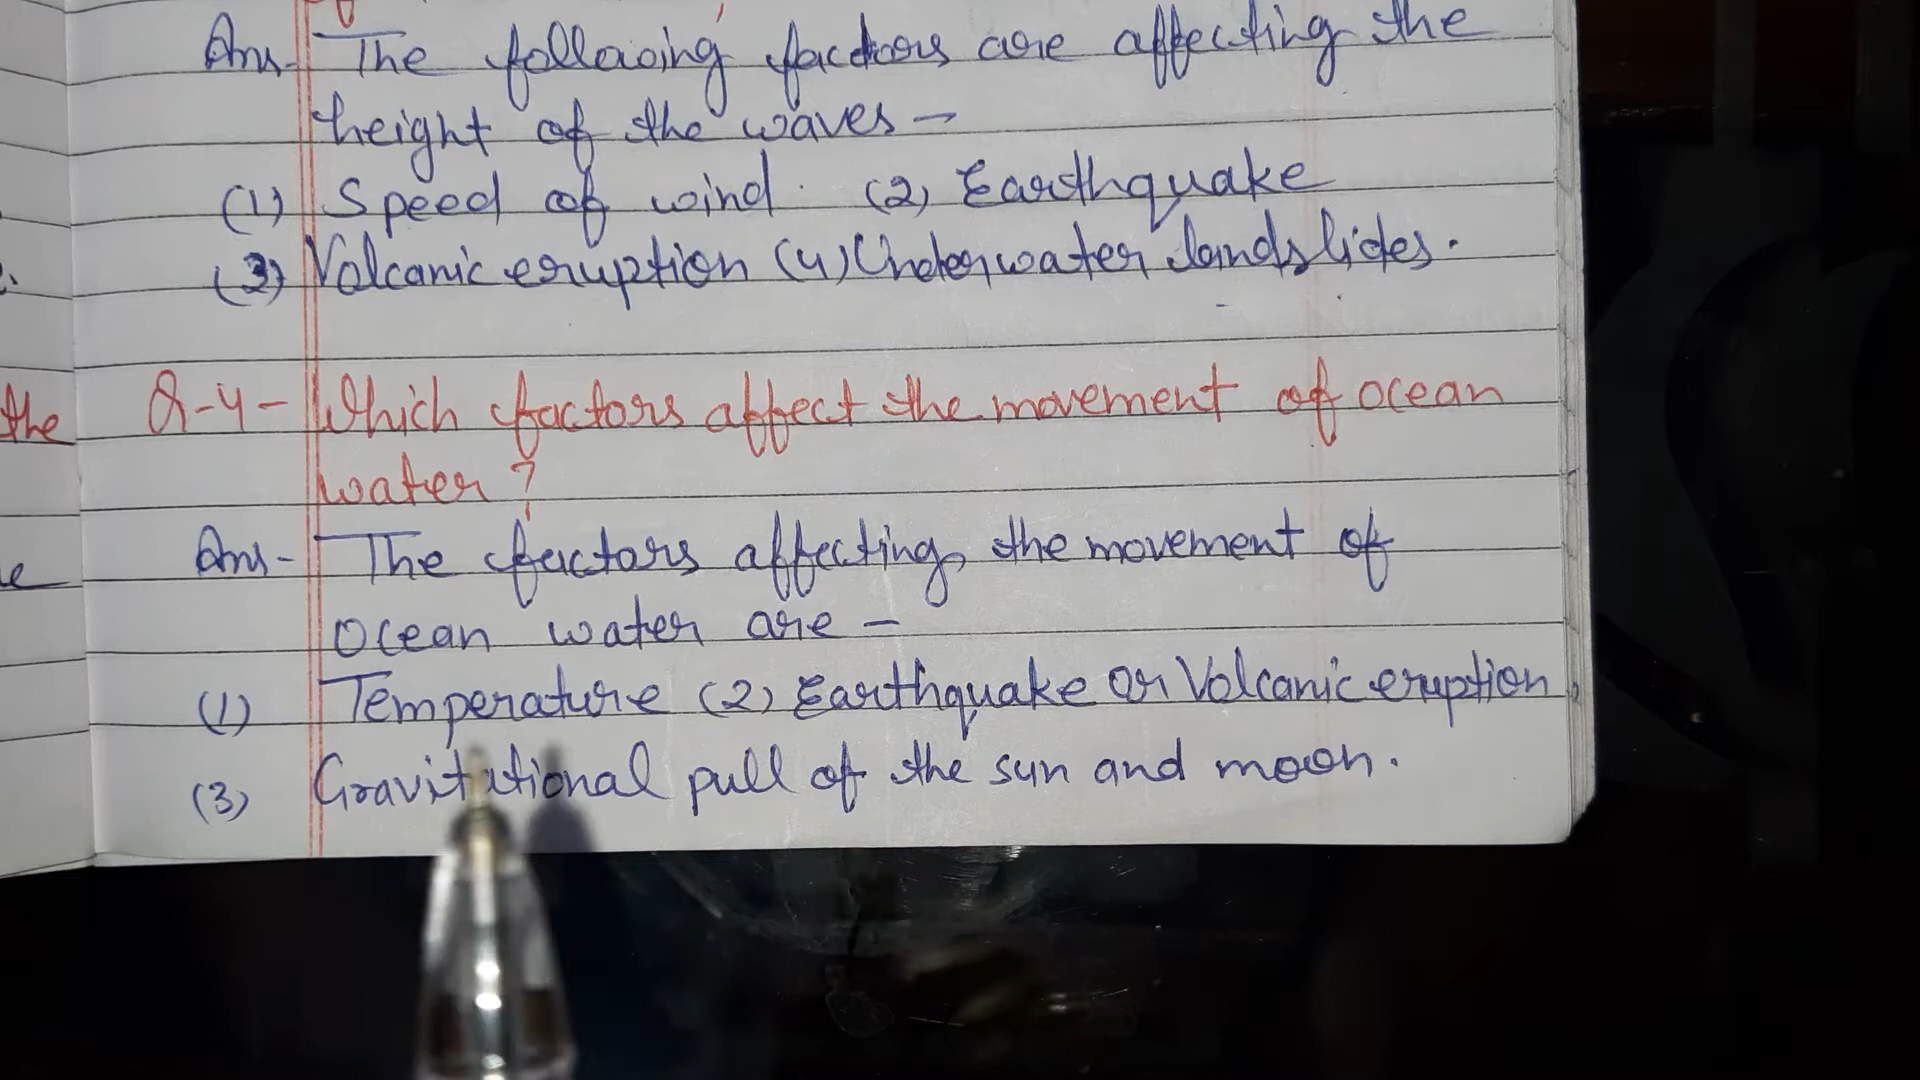 Ans- The following factors are affecting the
height of the waves –
(1) Speed of wind. (2) Earthquake
(3) Volcanic eruption (4) Underwater landslides.
the Q-4- Which factors affect the movement of ocean
water?
Ans- The factors affecting the movement of
ocean water are –
(1) Temperature (2) Earthquake or Volcanic eruption,
(3) Gravitational pull of the sun and moon.